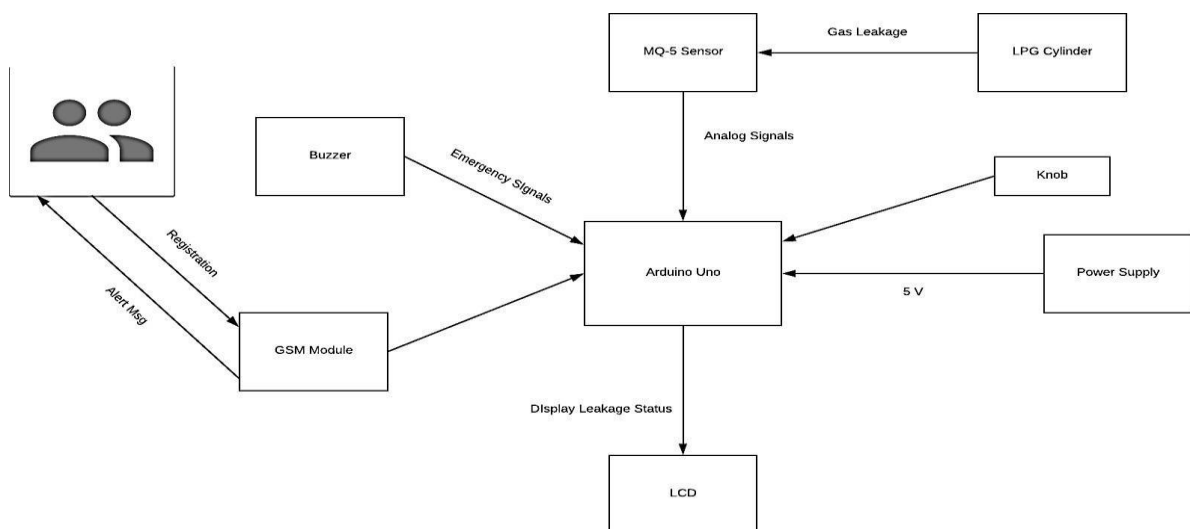 MQ-5 Sensor
Gas Leakage
LPG Cylinder
Analog Signals
Buzzer
Emergency SIgnals
Knob
Registration
Alert Msg
Arduino Uno
5 V
Power Supply
GSM Module
DIsplay Leakage Status
LCD